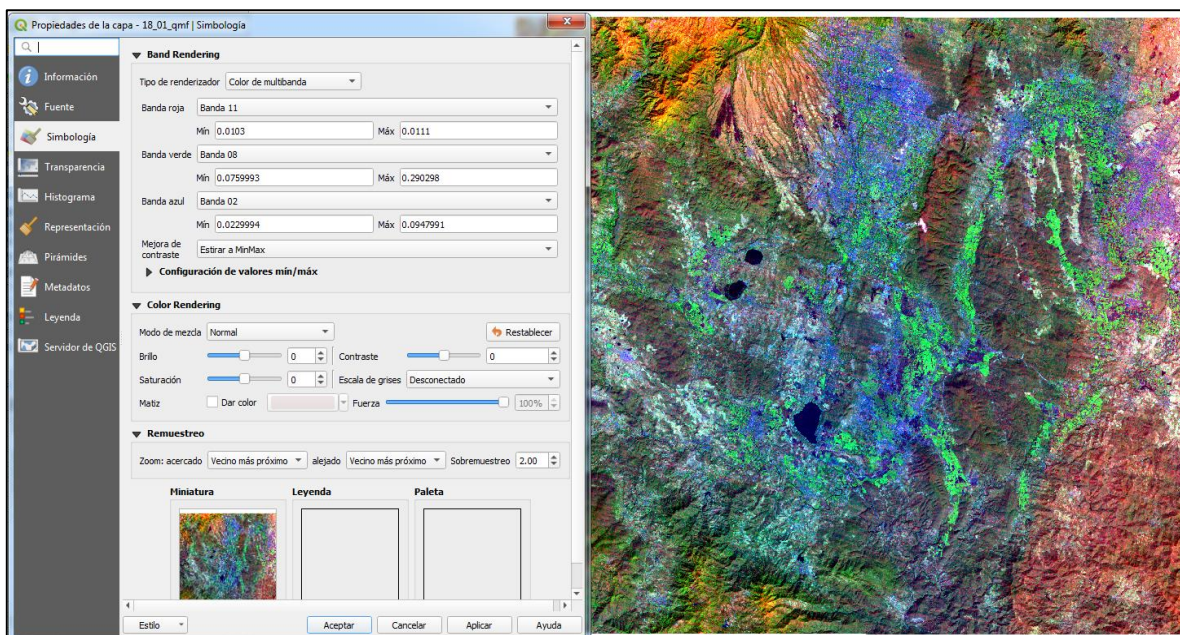 Propiedades de la capa - 18_01_qmf | Simbología
Información
Fuente
Simbología
Transparencia
Histograma
Representación
Pirámides
Metadatos
Leyenda
Servidor de QGIS
Band Rendering
Tipo de renderizador Color de multibanda
Banda roja Banda 11
Mín 0.0103 Máx 0.0111
Banda verde Banda 08
Mín 0.0759993 Máx 0.290298
Banda azul Banda 02
Mín 0.0229994 Máx 0.0947991
Mejora de
contraste Estirar a MinMax
Configuración de valores mín/máx
Color Rendering
Modo de mezcla Normal Restablecer
Brillo 0 Contraste 0
Saturación 0 Escala de grises Desconectado
Matiz Dar color Fuerza 100%
Remuestreo
Zoom: acercado Vecino más próximo alejado Vecino más próximo Sobremuestreo 2.00
Miniatura Leyenda Paleta
Estilo Aceptar Cancelar Aplicar Ayuda